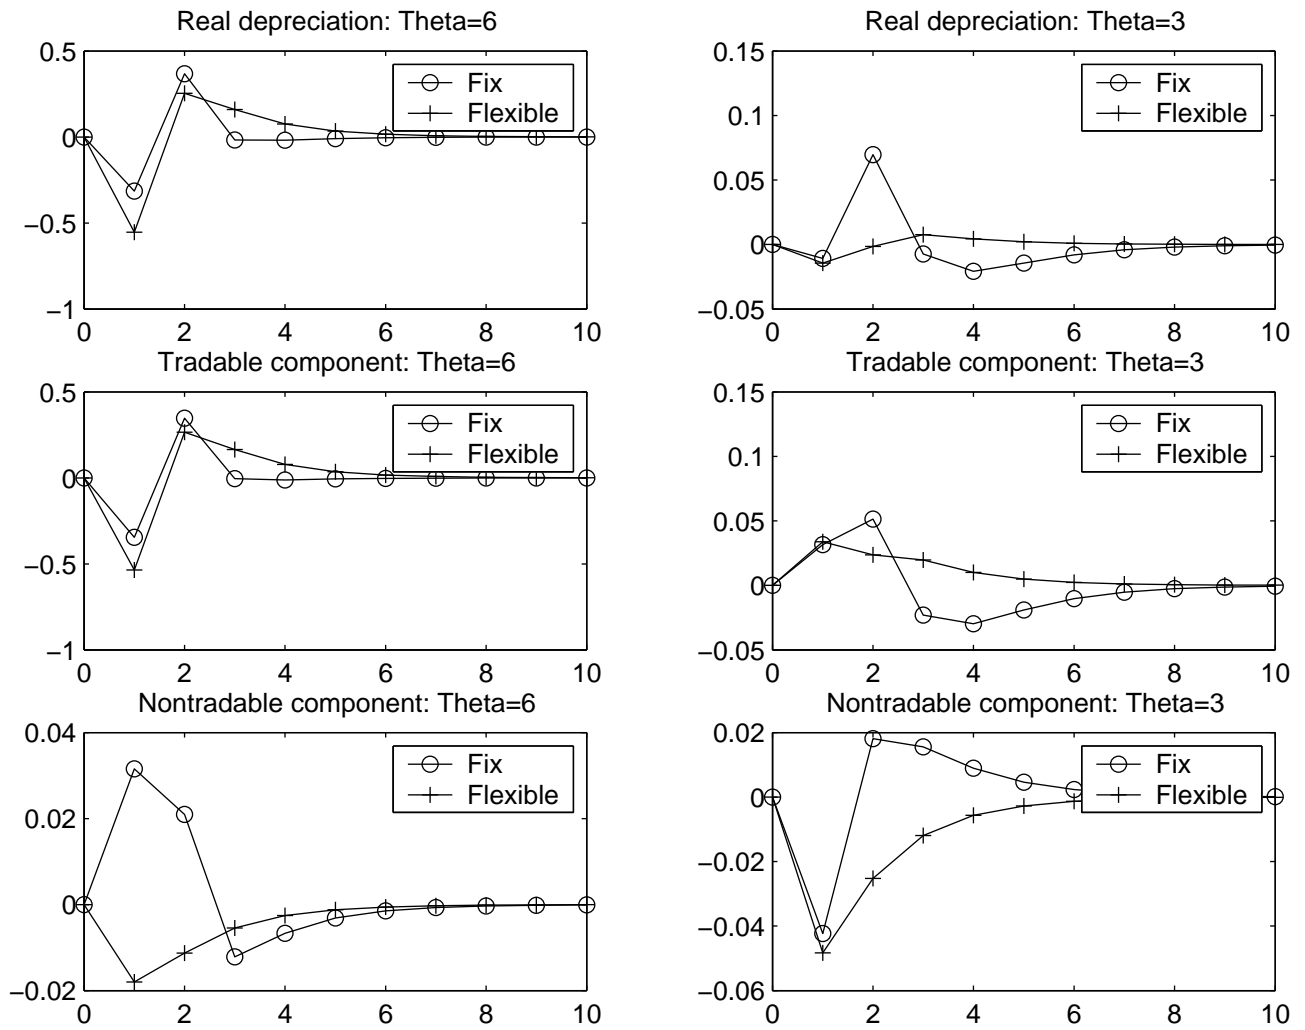 Real depreciation: Theta=6
0.5
0
−0.5
−1
0 2 4 6 8 10
Fix
Flexible
Real depreciation: Theta=3
0.15
0.1
0.05
0
−0.05
0 2 4 6 8 10
Fix
Flexible
Tradable component: Theta=6
0.5
0
−0.5
−1
0 2 4 6 8 10
Fix
Flexible
Tradable component: Theta=3
0.15
0.1
0.05
0
−0.05
0 2 4 6 8 10
Fix
Flexible
Nontradable component: Theta=6
0.04
0.02
0
−0.02
0 2 4 6 8 10
Fix
Flexible
Nontradable component: Theta=3
0.02
0
−0.02
−0.04
−0.06
0 2 4 6 8 10
Fix
Flexible